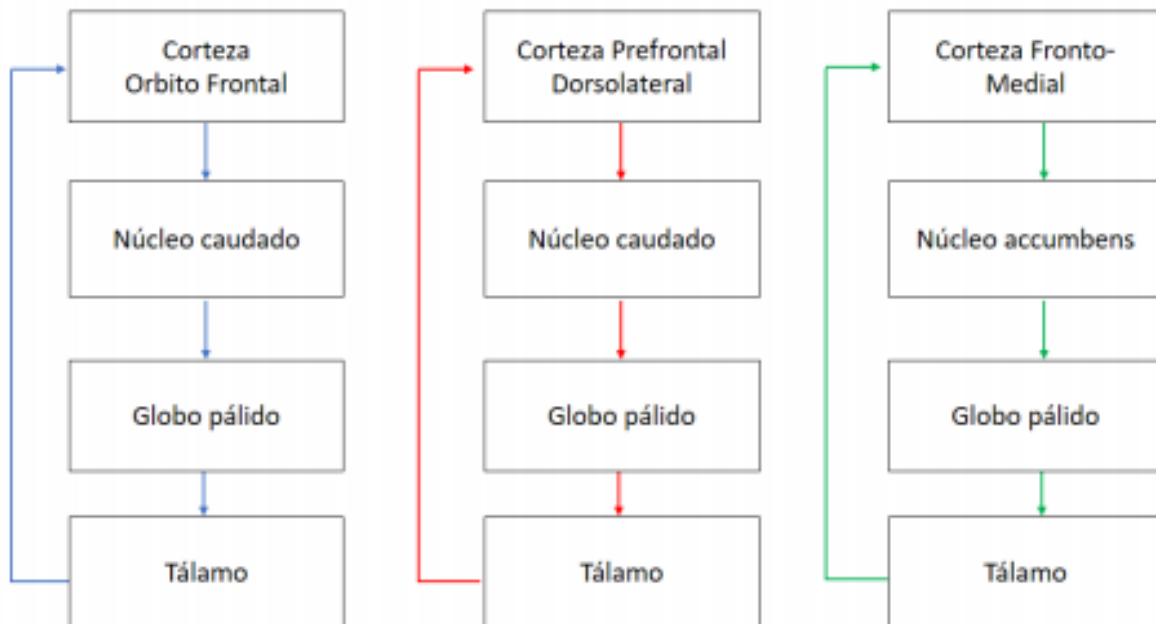 Corteza
Orbito Frontal
Núcleo caudado
Globo pálido
Tálamo
Corteza Prefrontal
Dorsolateral
Núcleo caudado
Globo pálido
Tálamo
Corteza Fronto-
Medial
Núcleo accumbens
Globo pálido
Tálamo